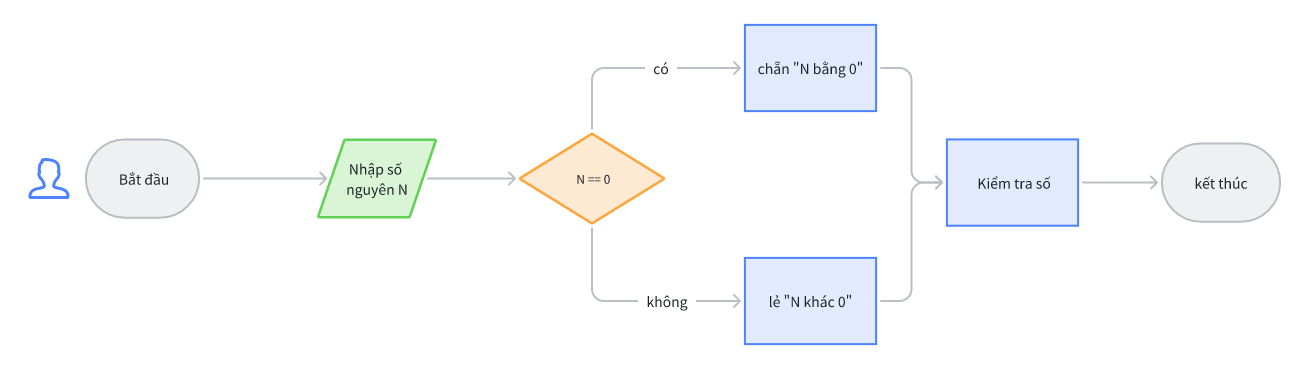 Bắt đầu
Nhập số
nguyên N
N == 0
có
chẵn "N bằng 0"
không
lẻ "N khác 0"
Kiểm tra số
kết thúc